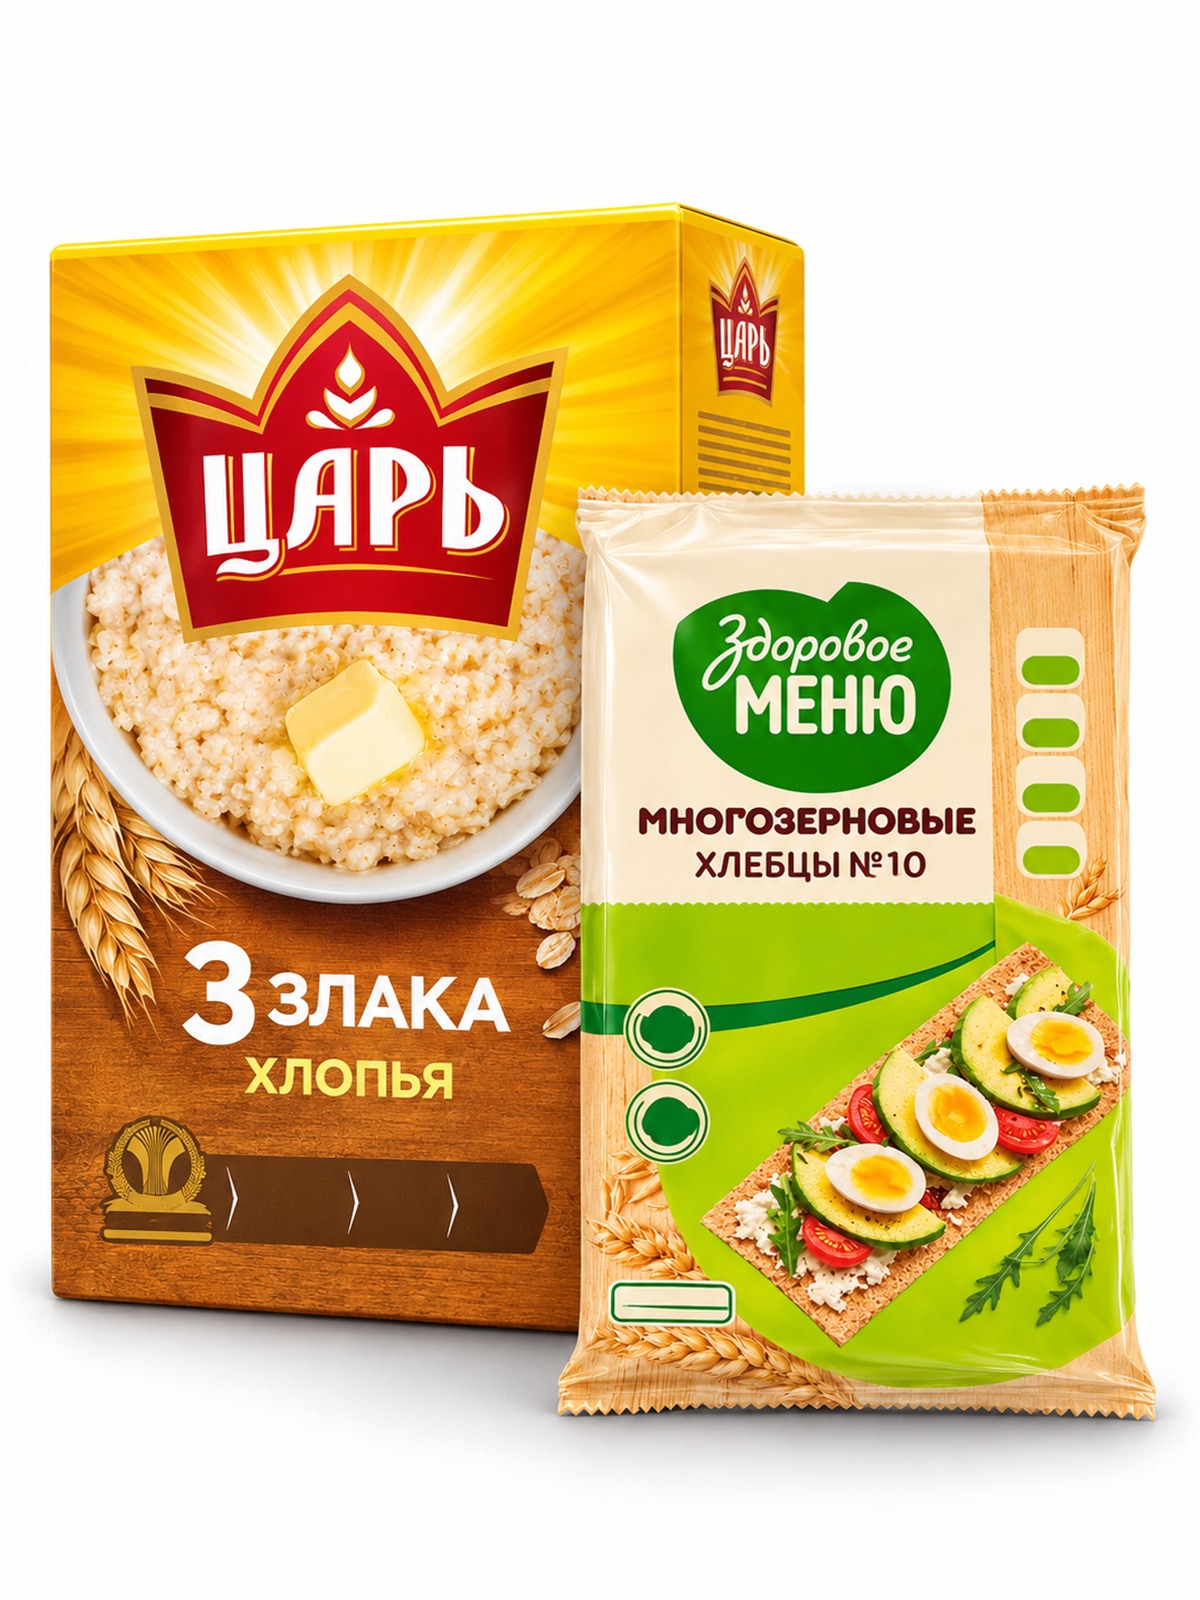 ЦАРЬ
3 ЗЛАКА
ХЛОПЬЯ
ЦАРЬ
Здоровое
МЕНЮ
МНОГОЗЕРНОВЫЕ
ХЛЕБЦЫ №10